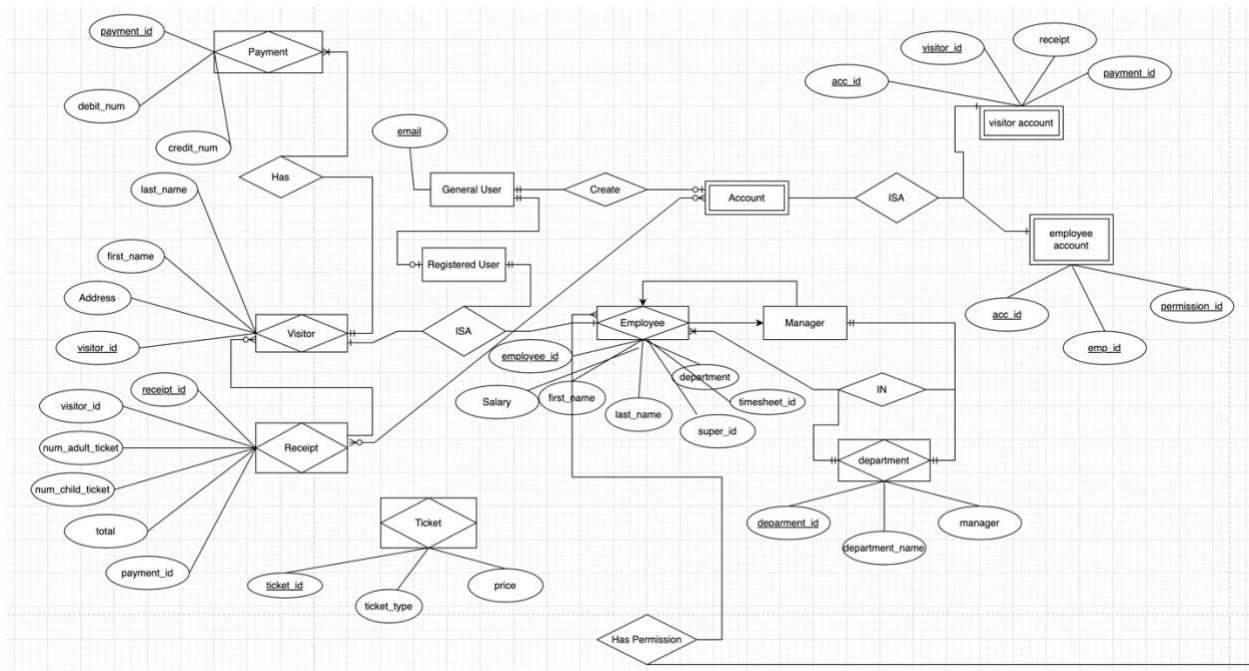 payment_id
Payment
debit_num
credit_num
visitor_id
receipt
acc_id
payment_id
visitor account
email
Has
last_name
General User
Create
Account
ISA
employee
account
first_name
Registered User
Address
visitor_id
Visitor
ISA
Employee
Manager
acc_id
permission_id
emp_id
employee_id
department
Salary
first_name
timesheet_id
last_name
super_id
IN
receipt_id
visitor_id
num_adult_ticket
Receipt
num_child_ticket
total
payment_id
department
deparment_id
manager
department_name
Ticket
ticket_id
price
ticket_type
Has Permission